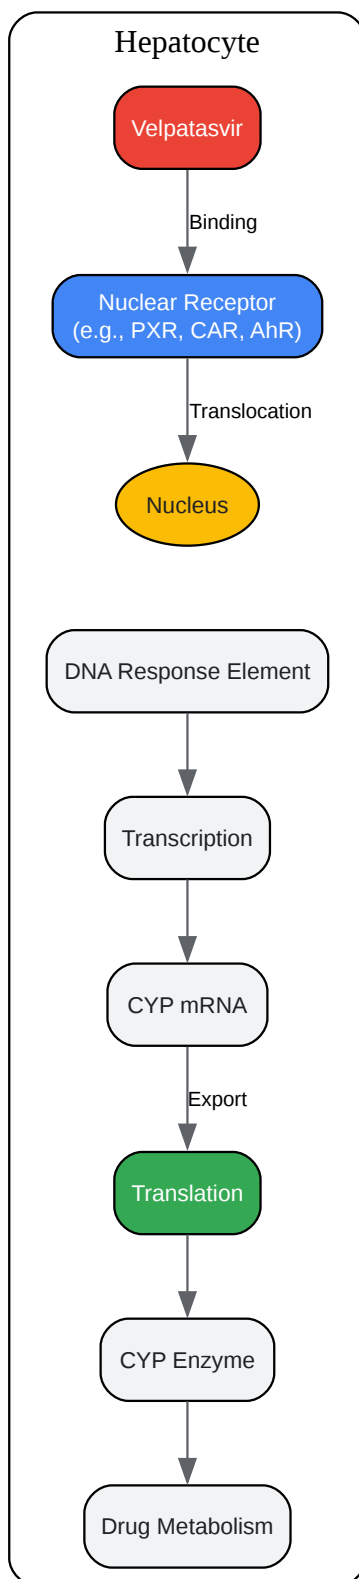 Hepatocyte
Velpatasvir
Binding
Nuclear Receptor
(e.g., PXR, CAR, AhR)
Translocation
Nucleus
DNA Response Element
Transcription
CYP mRNA
Export
Translation
CYP Enzyme
Drug Metabolism